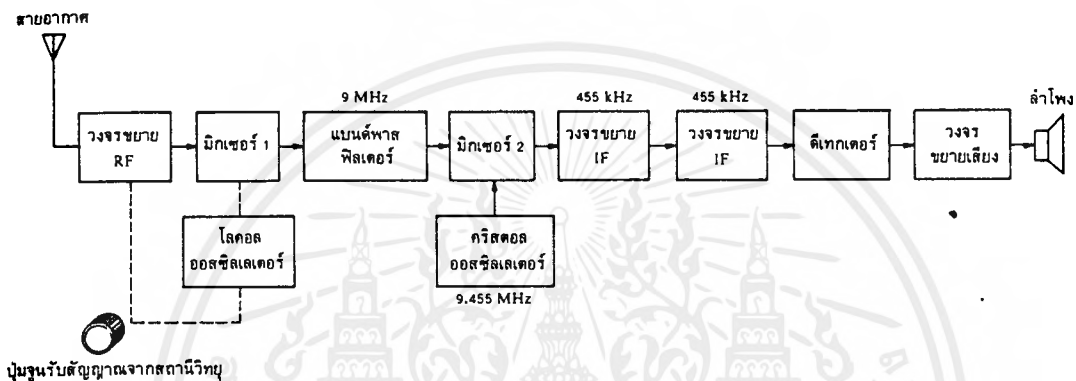 สายอากาศ
9 MHz
455 kHz
455 kHz
ลำโพง
วงจรขยาย
RF
มิกเซอร์ 1
แบนด์พาส
ฟิลเตอร์
มิกเซอร์ 2
วงจรขยาย
IF
วงจรขยาย
IF
ดีเทกเตอร์
วงจร
ขยายเสียง
โลคอล
ออสซิลเลเตอร์
คริสตอล
ออสซิลเลเตอร์
9.455 MHz
ปุ่มจูนรับสัญญาณจากสถานีวิทยุ